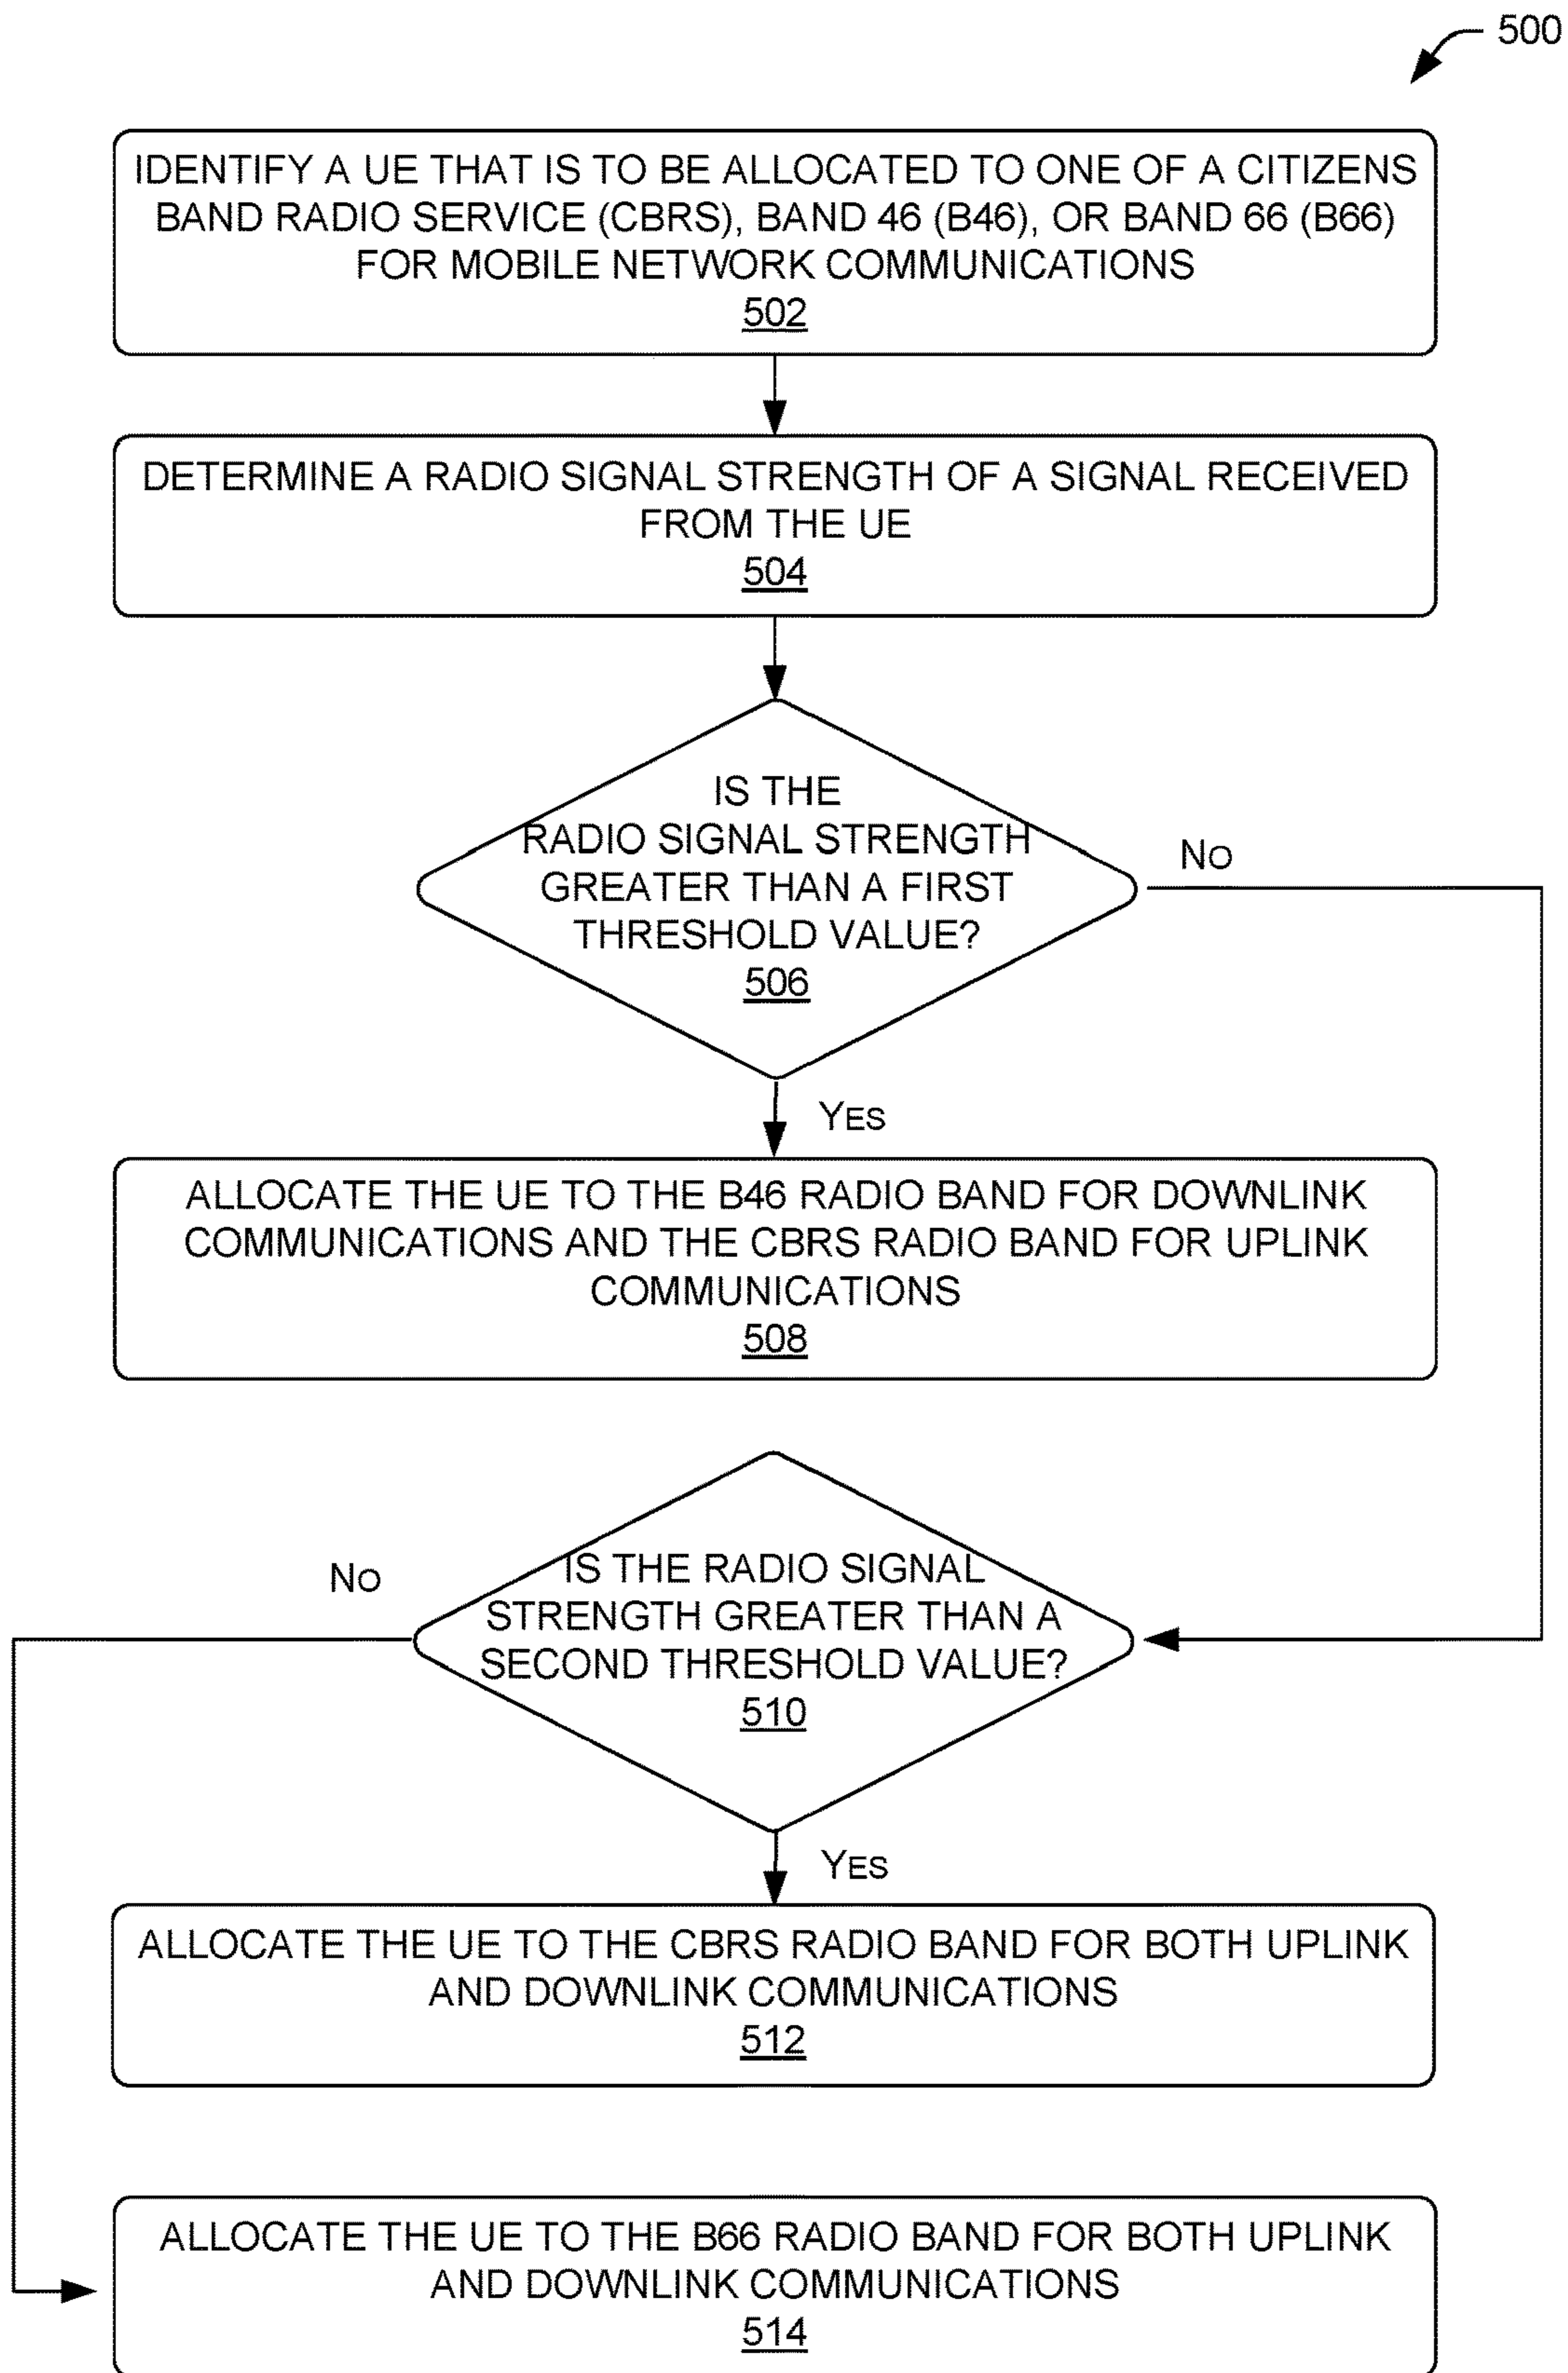 500
IDENTIFY A UE THAT IS TO BE ALLOCATED TO ONE OF A CITIZENS
BAND RADIO SERVICE (CBRS), BAND 46 (B46), OR BAND 66 (B66)
FOR MOBILE NETWORK COMMUNICATIONS
502
DETERMINE A RADIO SIGNAL STRENGTH OF A SIGNAL RECEIVED
FROM THE UE
504
IS THE
RADIO SIGNAL STRENGTH
GREATER THAN A FIRST
THRESHOLD VALUE?
506
NO
YES
ALLOCATE THE UE TO THE B46 RADIO BAND FOR DOWNLINK
COMMUNICATIONS AND THE CBRS RADIO BAND FOR UPLINK
COMMUNICATIONS
508
NO
IS THE RADIO SIGNAL
STRENGTH GREATER THAN A
SECOND THRESHOLD VALUE?
510
YES
ALLOCATE THE UE TO THE CBRS RADIO BAND FOR BOTH UPLINK
AND DOWNLINK COMMUNICATIONS
512
ALLOCATE THE UE TO THE B66 RADIO BAND FOR BOTH UPLINK
AND DOWNLINK COMMUNICATIONS
514